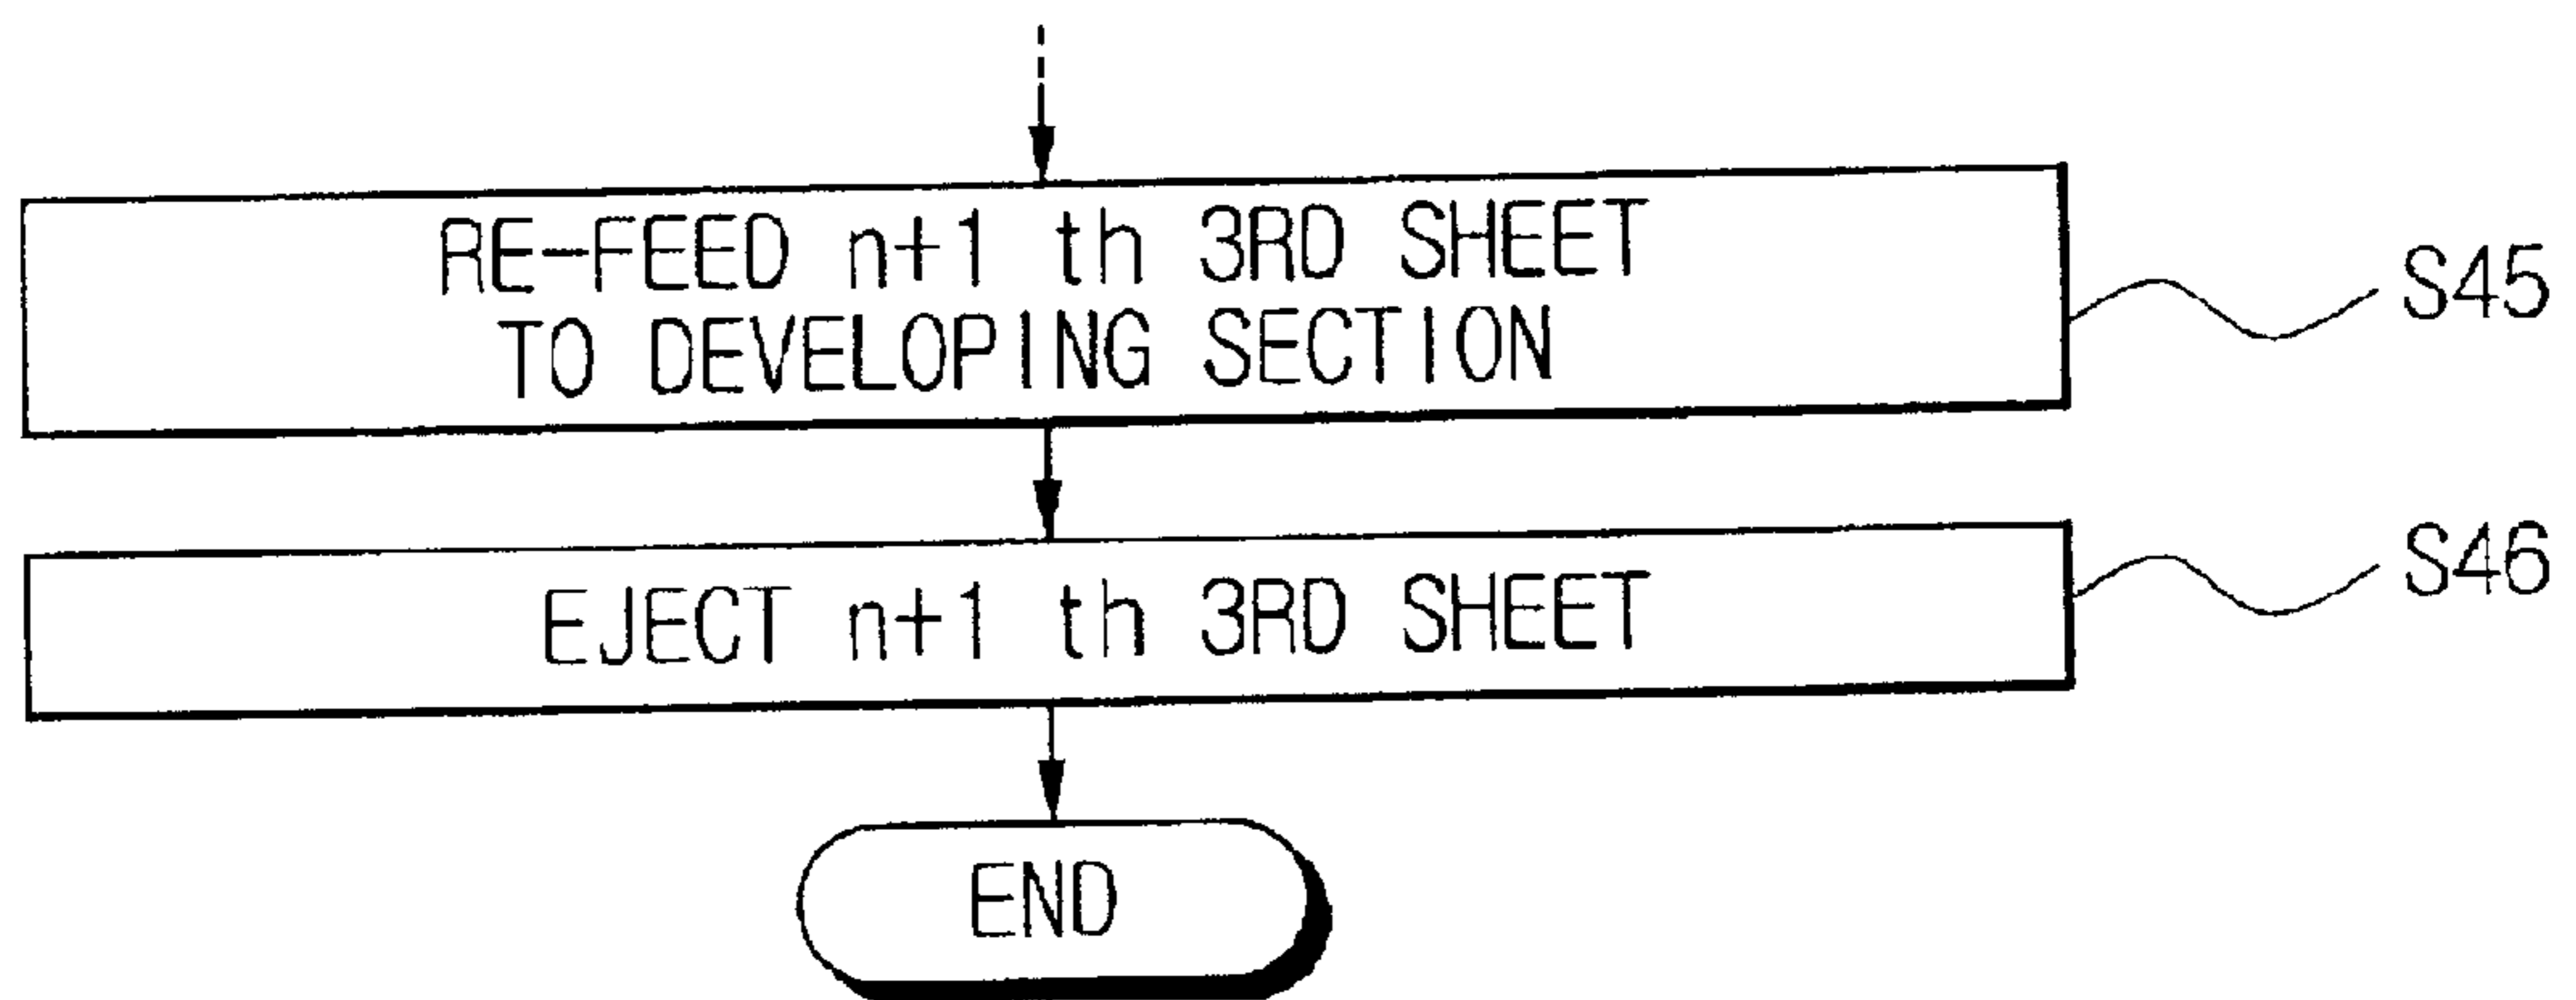 RE-FEED n+1 th 3RD SHEET
TO DEVELOPING SECTION
S45
EJECT n+1 th 3RD SHEET
S46
END